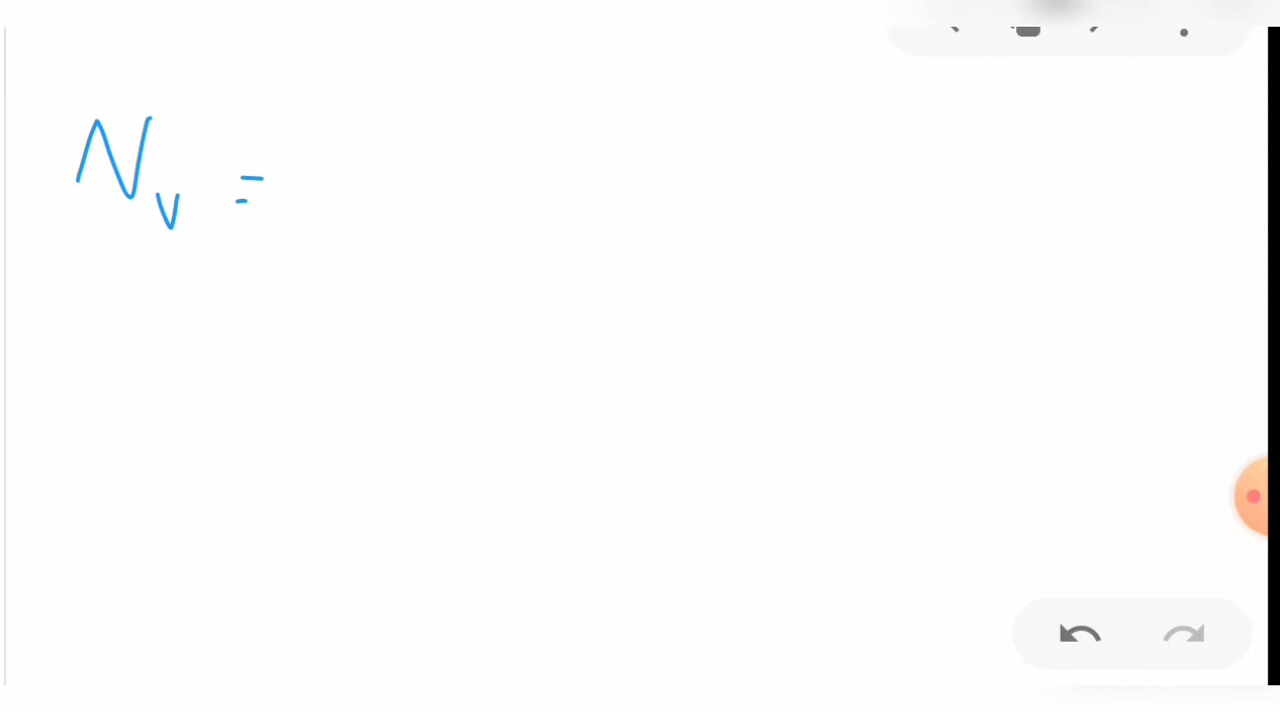 Nv =